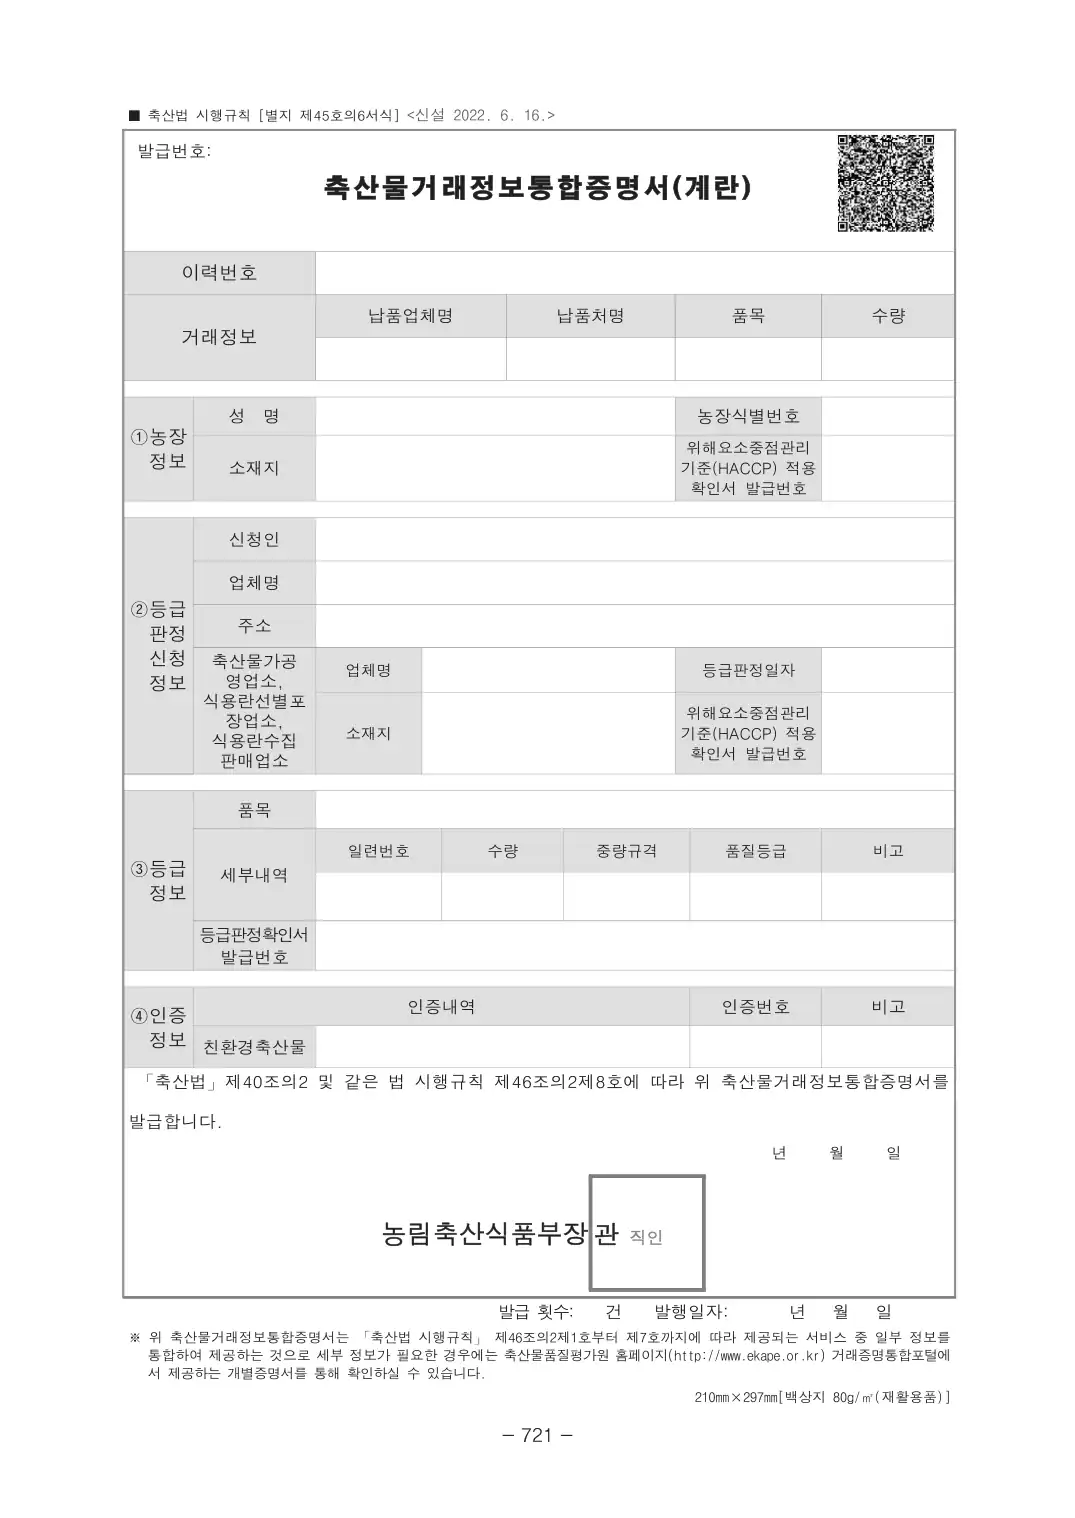 ■ 축산법 시행규칙 [별지 제45호의6서식] <신설 2022. 6. 16.>
발급번호:
축산물거래정보통합증명서(계란)
이력번호
거래정보
납품업체명 납품처명 품목 수량
①농장
정보
성 명 농장식별번호
소재지
위해요소중점관리
기준(HACCP) 적용
확인서 발급번호
②등급
판정
신청
정보
신청인
업체명
주소
축산물가공
영업소,
식용란선별포
장업소,
식용란수집
판매업소
업체명 등급판정일자
소재지
위해요소중점관리
기준(HACCP) 적용
확인서 발급번호
③등급
정보
품목
세부내역
일련번호 수량 중량규격 품질등급 비고
등급판정확인서
발급번호
④인증
정보
인증내역 인증번호 비고
친환경축산물
「축산법」제40조의2 및 같은 법 시행규칙 제46조의2제8호에 따라 위 축산물거래정보통합증명서를
발급합니다.
년 월 일
농림축산식품부장관 직인
발급 횟수: 건 발행일자: 년 월 일
※ 위 축산물거래정보통합증명서는 「축산법 시행규칙」 제46조의2제1호부터 제7호까지에 따라 제공되는 서비스 중 일부 정보를
통합하여 제공하는 것으로 세부 정보가 필요한 경우에는 축산물품질평가원 홈페이지(http://www.ekape.or.kr) 거래증명통합포털에
서 제공하는 개별증명서를 통해 확인하실 수 있습니다.
210㎜×297㎜[백상지 80g/㎡(재활용품)]
- 721 -